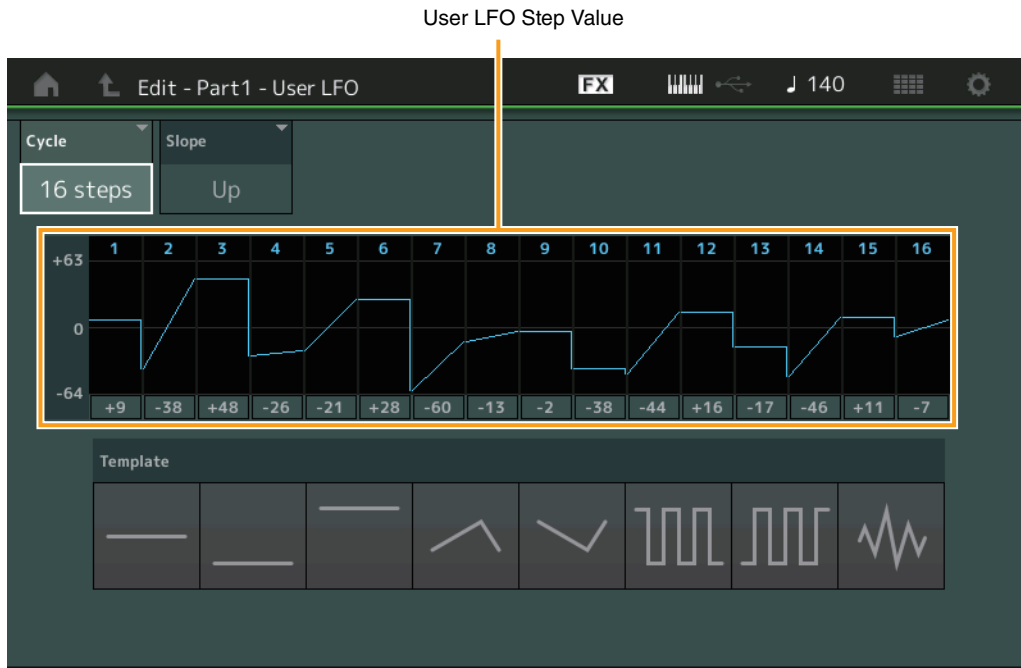 User LFO Step Value
Edit - Part1 - User LFO FX ♩ 140
Cycle Slope
16 steps Up
1 2 3 4 5 6 7 8 9 10 11 12 13 14 15 16
+63
0
-64
+9 -38 +48 -26 -21 +28 -60 -13 -2 -38 -44 +16 -17 -46 +11 -7
Template